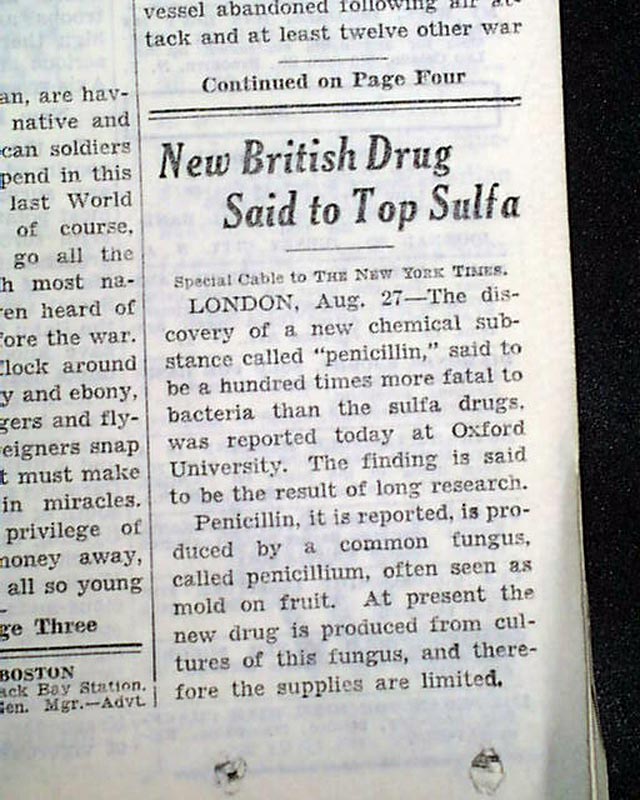 an, are hav-
native and
can soldiers
pend in this
last World
of course,
go all the
h most na-
en heard of
fore the war.
Clock around
y and ebony,
gers and fly-
eigners snap
t must make
in miracles.
privilege of
money away,
all so young
ge Three
BOSTON
ack Bay Station.
Gen. Mgr.—Advt.
vessel abandoned following air at-
tack and at least twelve other war
Continued on Page Four
New British Drug
Said to Top Sulfa
Special Cable to THE NEW YORK TIMES.
LONDON, Aug. 27—The dis-
covery of a new chemical sub-
stance called "penicillin," said to
be a hundred times more fatal to
bacteria than the sulfa drugs,
was reported today at Oxford
University. The finding is said
to be the result of long research.
Penicillin, it is reported, is pro-
duced by a common fungus,
called penicillium, often seen as
mold on fruit. At present the
new drug is produced from cul-
tures of this fungus, and there-
fore the supplies are limited.